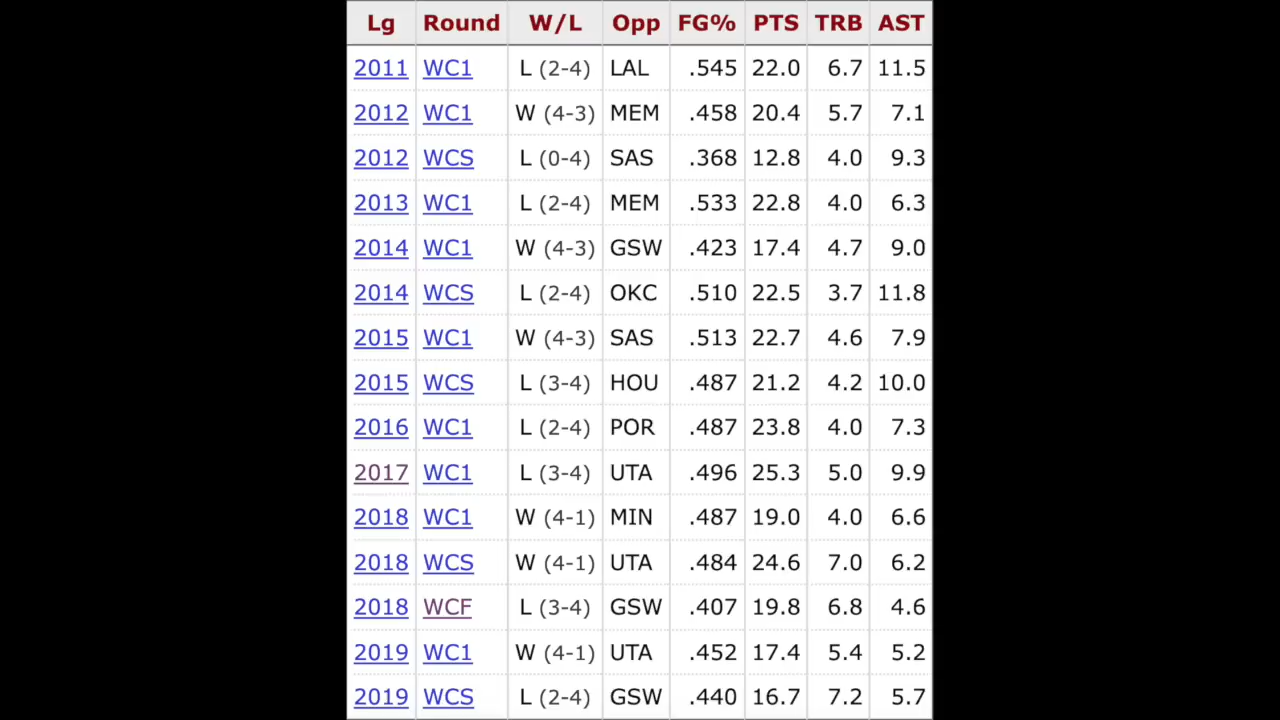 Lg Round W/L Opp FG% PTS TRB AST
2011 WC1 L (2-4) LAL .545 22.0 6.7 11.5
2012 WC1 W (4-3) MEM .458 20.4 5.7 7.1
2012 WCS L (0-4) SAS .368 12.8 4.0 9.3
2013 WC1 L (2-4) MEM .533 22.8 4.0 6.3
2014 WC1 W (4-3) GSW .423 17.4 4.7 9.0
2014 WCS L (2-4) OKC .510 22.5 3.7 11.8
2015 WC1 W (4-3) SAS .513 22.7 4.6 7.9
2015 WCS L (3-4) HOU .487 21.2 4.2 10.0
2016 WC1 L (2-4) POR .487 23.8 4.0 7.3
2017 WC1 L (3-4) UTA .496 25.3 5.0 9.9
2018 WC1 W (4-1) MIN .487 19.0 4.0 6.6
2018 WCS W (4-1) UTA .484 24.6 7.0 6.2
2018 WCF L (3-4) GSW .407 19.8 6.8 4.6
2019 WC1 W (4-1) UTA .452 17.4 5.4 5.2
2019 WCS L (2-4) GSW .440 16.7 7.2 5.7